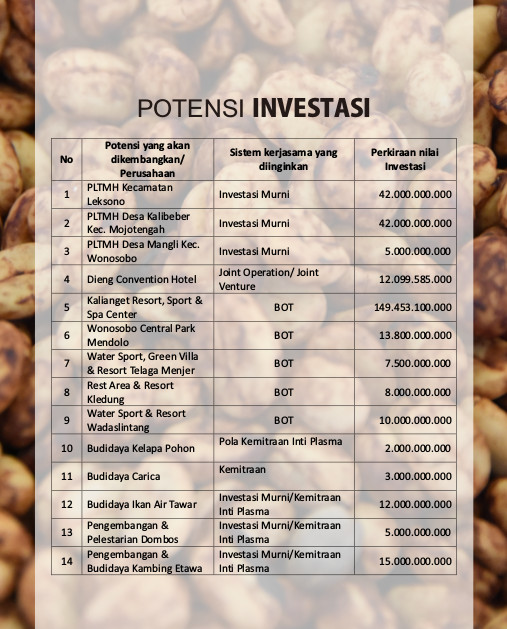 POTENSI INVESTASI
No
Potensi yang akan
dikembangkan/
Perusahaan
Sistem kerjasama yang
diinginkan
Perkiraan nilai
Investasi
1
PLTMH Kecamatan
Leksono
Investasi Murni
42.000.000.000
2
PLTMH Desa Kalibeber
Kec. Mojotengah
Investasi Murni
42.000.000.000
3
PLTMH Desa Mangli Kec.
Wonosobo
Investasi Murni
5.000.000.000
4
Dieng Convention Hotel
Joint Operation/ Joint
Venture
12.099.585.000
5
Kalianget Resort, Sport &
Spa Center
BOT
149.453.100.000
6
Wonosobo Central Park
Mendolo
BOT
13.800.000.000
7
Water Sport, Green Villa
& Resort Telaga Menjer
BOT
7.500.000.000
8
Rest Area & Resort
Kledung
BOT
8.000.000.000
9
Water Sport & Resort
Wadaslintang
BOT
10.000.000.000
10
Budidaya Kelapa Pohon
Pola Kemitraan Inti Plasma
2.000.000.000
11
Budidaya Carica
Kemitraan
3.000.000.000
12
Budidaya Ikan Air Tawar
Investasi Murni/Kemitraan
Inti Plasma
12.000.000.000
13
Pengembangan &
Pelestarian Dombos
Investasi Murni/Kemitraan
Inti Plasma
5.000.000.000
14
Pengembangan &
Budidaya Kambing Etawa
Investasi Murni/Kemitraan
Inti Plasma
15.000.000.000